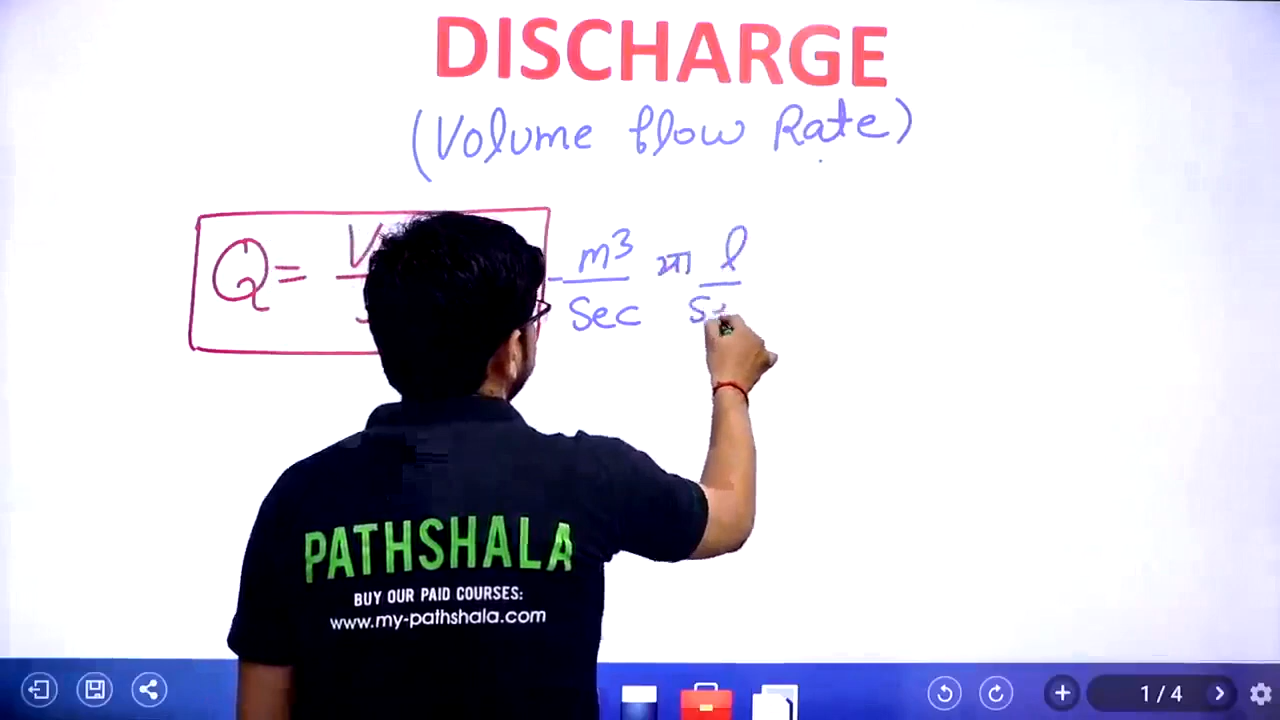 DISCHARGE
(Volume flow Rate)
Q = V
m³ या l
Sec
PATHSHALA
BUY OUR PAID COURSES:
www.my-pathshala.com
1 / 4